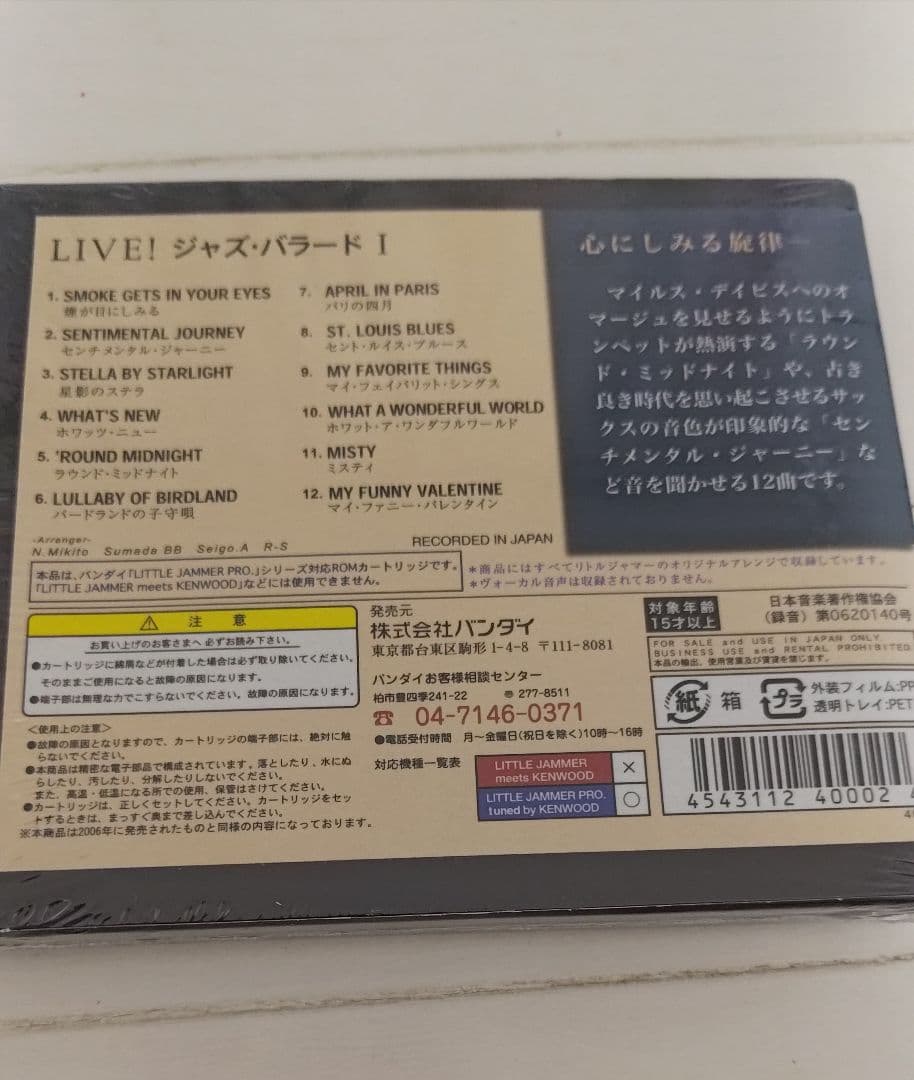 LIVE! ジャズ・バラード I
1. SMOKE GETS IN YOUR EYES
煙が目にしみる
2. SENTIMENTAL JOURNEY
センチメンタル・ジャーニー
3. STELLA BY STARLIGHT
星影のステラ
4. WHAT'S NEW
ホワッツ・ニュー
5. 'ROUND MIDNIGHT
ラウンド・ミッドナイト
6. LULLABY OF BIRDLAND
バードランドの子守唄
7. APRIL IN PARIS
パリの四月
8. ST. LOUIS BLUES
セント・ルイス・ブルース
9. MY FAVORITE THINGS
マイ・フェイバリット・シングス
10. WHAT A WONDERFUL WORLD
ホワット・ア・ワンダフルワールド
11. MISTY
ミスティ
12. MY FUNNY VALENTINE
マイ・ファニー・バレンタイン
心にしみる旋律
マイルス・デイビスへのオ
マージュを見せるようにトラ
ンペットが熱演する「ラウン
ド・ミッドナイト」や、古き
良き時代を思い起こさせるサッ
クスの音色が印象的な「セン
チメンタル・ジャーニー」な
ど音を聞かせる12曲です。
-Arranger-
N.Mikito Sumada BB Seigo.A R-S
RECORDED IN JAPAN
本品は、バンダイ「LITTLE JAMMER PRO.」シリーズ対応ROMカートリッジです。
「LITTLE JAMMER meets KENWOOD」などには使用できません。
*商品にはすべてリトルジャマーのオリジナルアレンジで収録しています。
*ヴォーカル音声は収録されておりません。
⚠ 注意
お買い上げのお客さまへ 必ずお読み下さい。
●カートリッジに綿屑などが付着した場合は必ず取り除いてください。
そのままご使用になると故障の原因になります。
●端子部は無理な力でこすらないでください。故障の原因になります。
<使用上の注意>
●故障の原因となりますので、カートリッジの端子部には、絶対に触
らないでください。
●本商品は精密な電子部品で構成されています。落としたり、水にぬ
らしたり、汚したり、分解したりしないでください。
また、高温・低温になる所での使用、保管はさけてください。
●カートリッジは、正しくセットしてください。カートリッジをセッ
トするときは、まっすぐ奥まで差し込んでください。
※本商品は2006年に発売されたものと同様の内容になっております。
発売元
株式会社バンダイ
東京都台東区駒形1-4-8 〒111-8081
バンダイお客様相談センター
柏市豊四季241-22 〠 277-8511
☎ 04-7146-0371
●電話受付時間 月~金曜日(祝日を除く)10時~16時
対応機種一覧表
LITTLE JAMMER
meets KENWOOD
×
LITTLE JAMMER PRO.
tuned by KENWOOD
○
対象年齢
15才以上
日本音楽著作権協会
(録音) 第0620140号
FOR SALE and USE IN JAPAN ONLY
BUSINESS USE and RENTAL PROHIBITED
本品の輸出、使用営業及び賃貸を禁じます。
紙 箱
プラ
外装フィルム:PP
透明トレイ:PET
4543112 40002